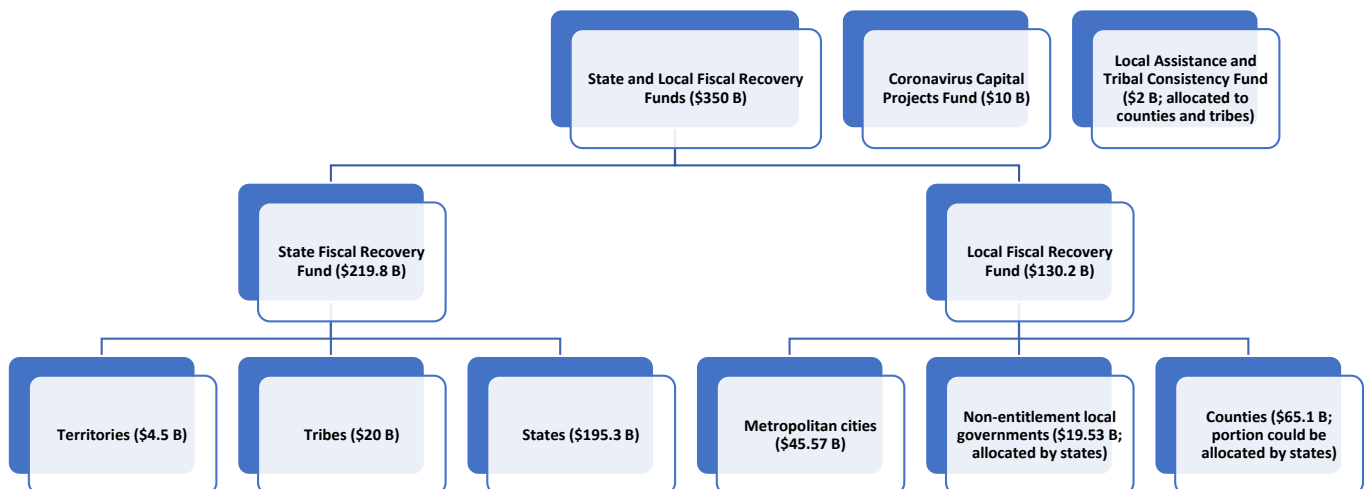 State and Local Fiscal Recovery
Funds ($350 B)
Coronavirus Capital
Projects Fund ($10 B)
Local Assistance and
Tribal Consistency Fund
($2 B; allocated to
counties and tribes)
State Fiscal Recovery
Fund ($219.8 B)
Local Fiscal Recovery
Fund ($130.2 B)
Territories ($4.5 B)
Tribes ($20 B)
States ($195.3 B)
Metropolitan cities
($45.57 B)
Non-entitlement local
governments ($19.53 B;
allocated by states)
Counties ($65.1 B;
portion could be
allocated by states)